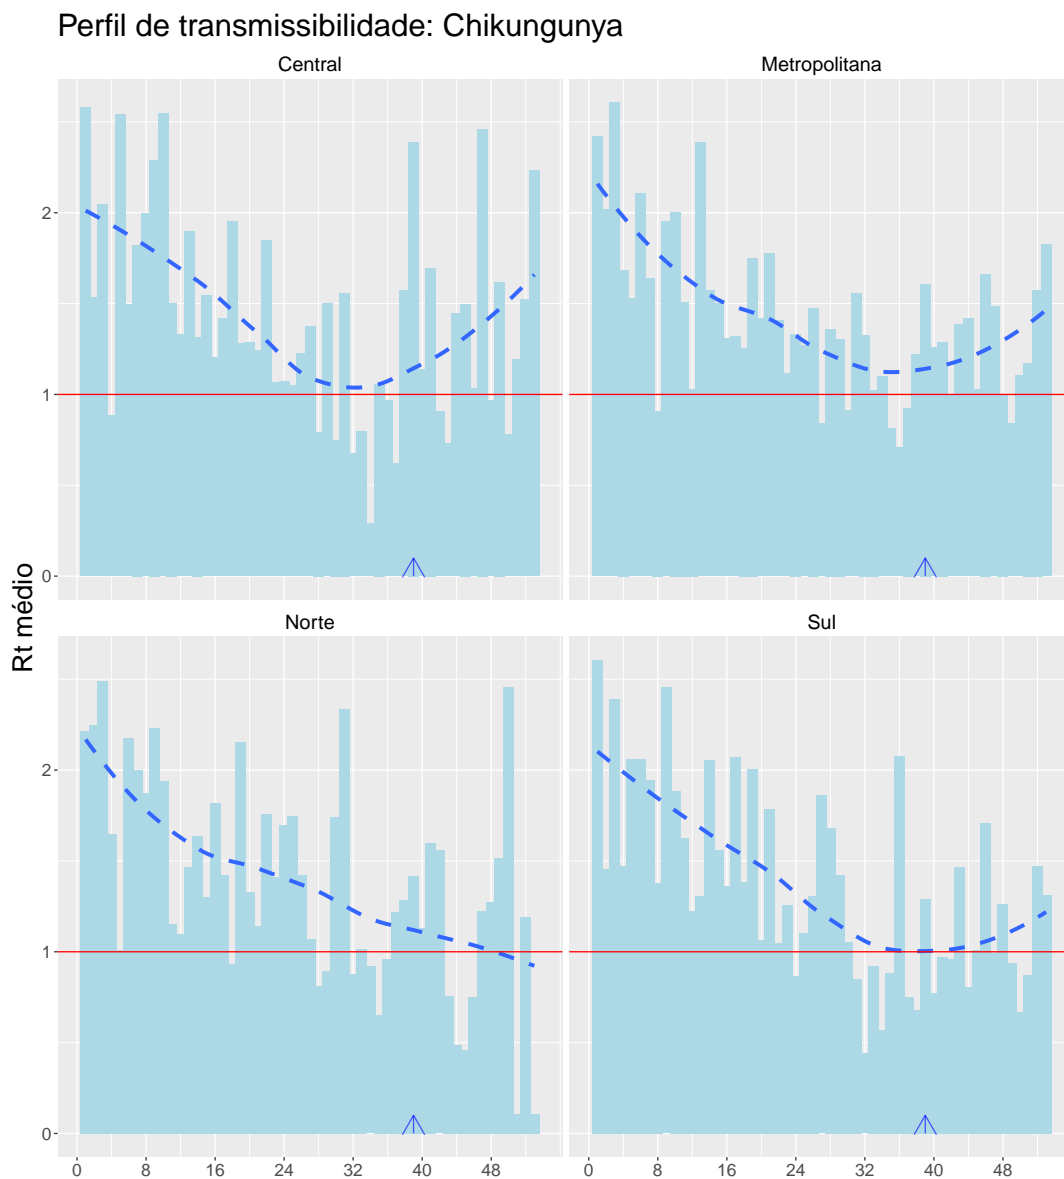 Perfil de transmissibilidade: Chikungunya
Central
Metropolitana
2
1
0
Rt médio
Norte
Sul
2
1
0
0 8 16 24 32 40 48
0 8 16 24 32 40 48